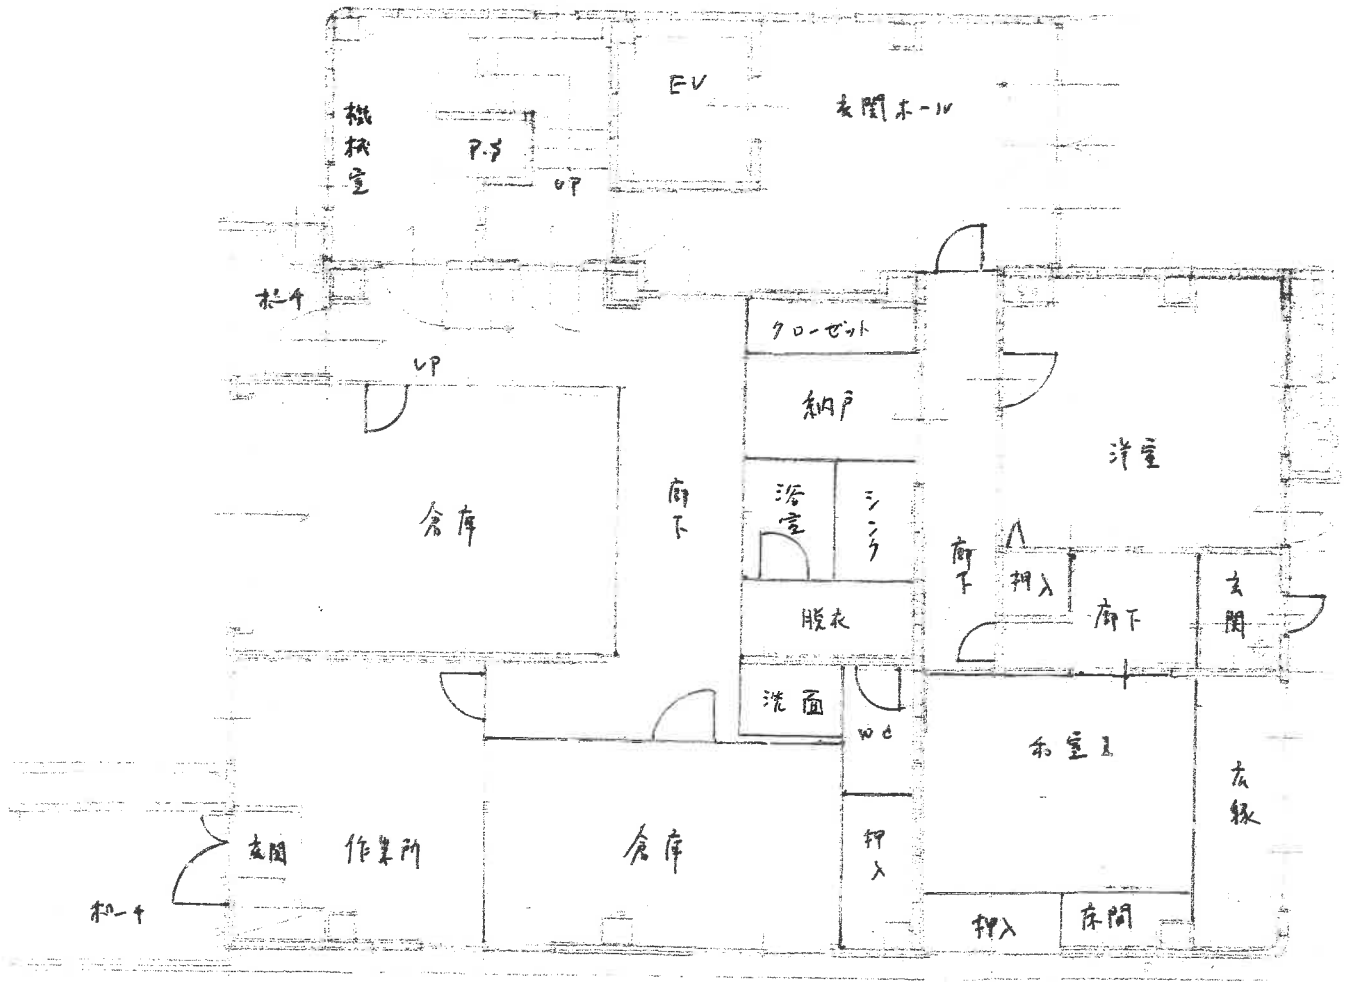 EV
玄関ホール
機械室
P.S
UP
ポーチ
UP
クローゼット
納戸
洋室
倉庫
廊下
浴室
シンク
廊下
押入
廊下
玄関
脱衣
洗面
WC
和室
広縁
玄関
作業所
倉庫
押入
ポーチ
押入
床間